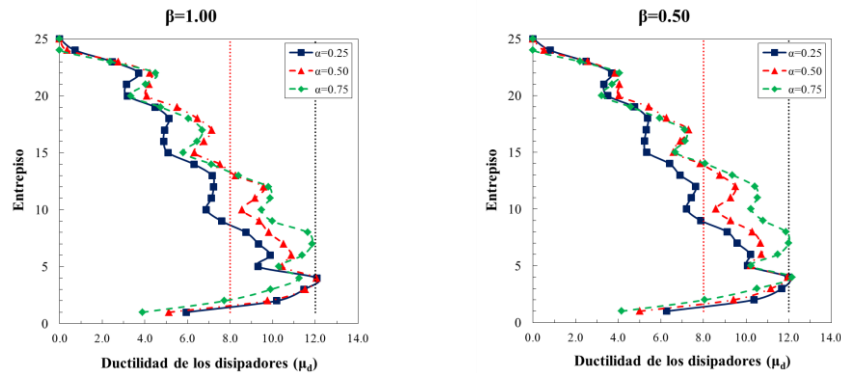 β=1.00
25
20
15
10
5
0
Entrepiso
α=0.25
α=0.50
α=0.75
0.0 2.0 4.0 6.0 8.0 10.0 12.0 14.0
Ductilidad de los disipadores (μd)
β=0.50
25
20
15
10
5
0
Entrepiso
α=0.25
α=0.50
α=0.75
0.0 2.0 4.0 6.0 8.0 10.0 12.0 14.0
Ductilidad de los disipadores (μd)